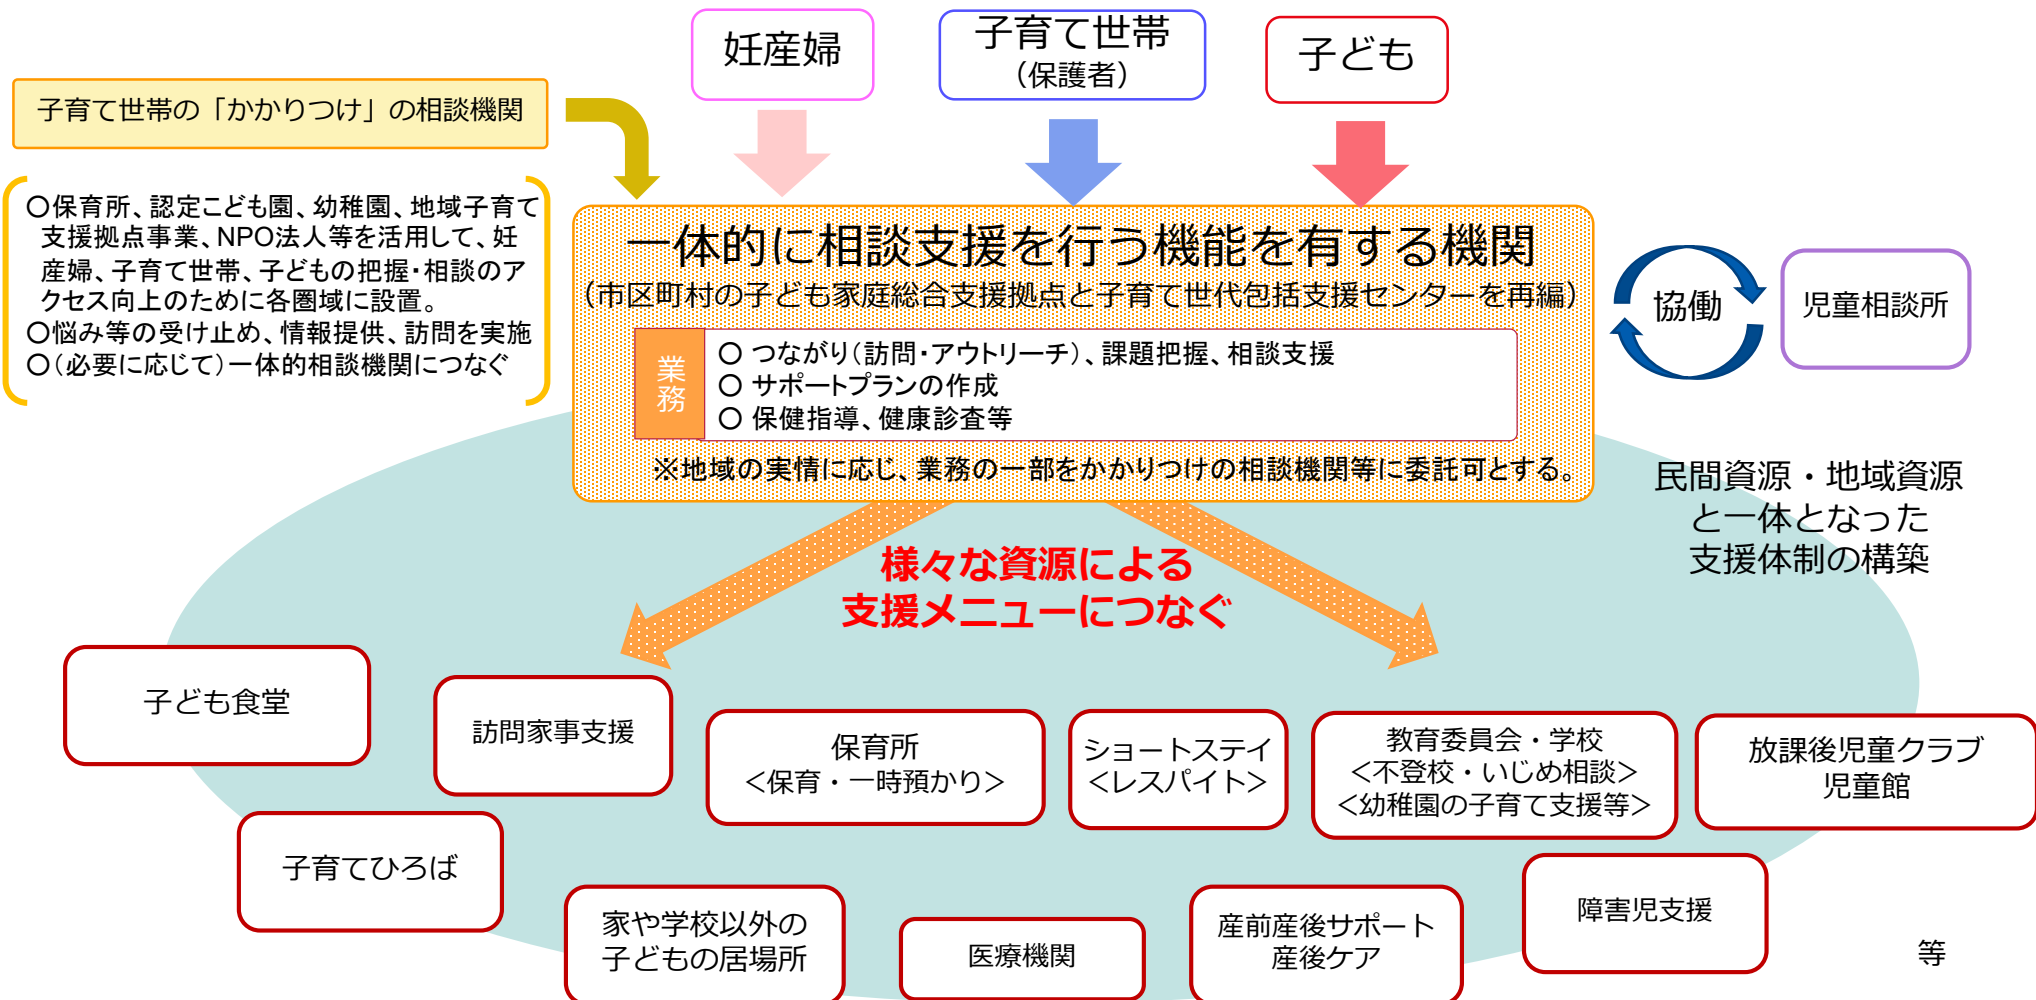 妊産婦
子育て世帯
（保護者）
子ども
子育て世帯の「かかりつけ」の相談機関
〇保育所、認定こども園、幼稚園、地域子育て
支援拠点事業、NPO法人等を活用して、妊
産婦、子育て世帯、子どもの把握・相談のア
クセス向上のために各圏域に設置。
〇悩み等の受け止め、情報提供、訪問を実施
〇（必要に応じて）一体的相談機関につなぐ
一体的に相談支援を行う機能を有する機関
（市区町村の子ども家庭総合支援拠点と子育て世代包括支援センターを再編）
業務
〇 つながり（訪問・アウトリーチ）、課題把握、相談支援
〇 サポートプランの作成
〇 保健指導、健康診査等
※地域の実情に応じ、業務の一部をかかりつけの相談機関等に委託可とする。
協働
児童相談所
民間資源・地域資源
と一体となった
支援体制の構築
様々な資源による
支援メニューにつなぐ
子ども食堂
訪問家事支援
保育所
＜保育・一時預かり＞
ショートステイ
＜レスパイト＞
教育委員会・学校
＜不登校・いじめ相談＞
＜幼稚園の子育て支援等＞
放課後児童クラブ
児童館
子育てひろば
家や学校以外の
子どもの居場所
医療機関
産前産後サポート
産後ケア
障害児支援
等